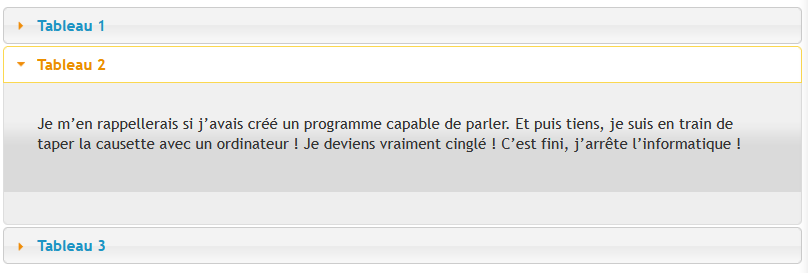 Tableau 1
Tableau 2
Je m’en rappellerais si j’avais créé un programme capable de parler. Et puis tiens, je suis en train de
taper la causette avec un ordinateur ! Je deviens vraiment cinglé ! C’est fini, j’arrête l’informatique !
Tableau 3